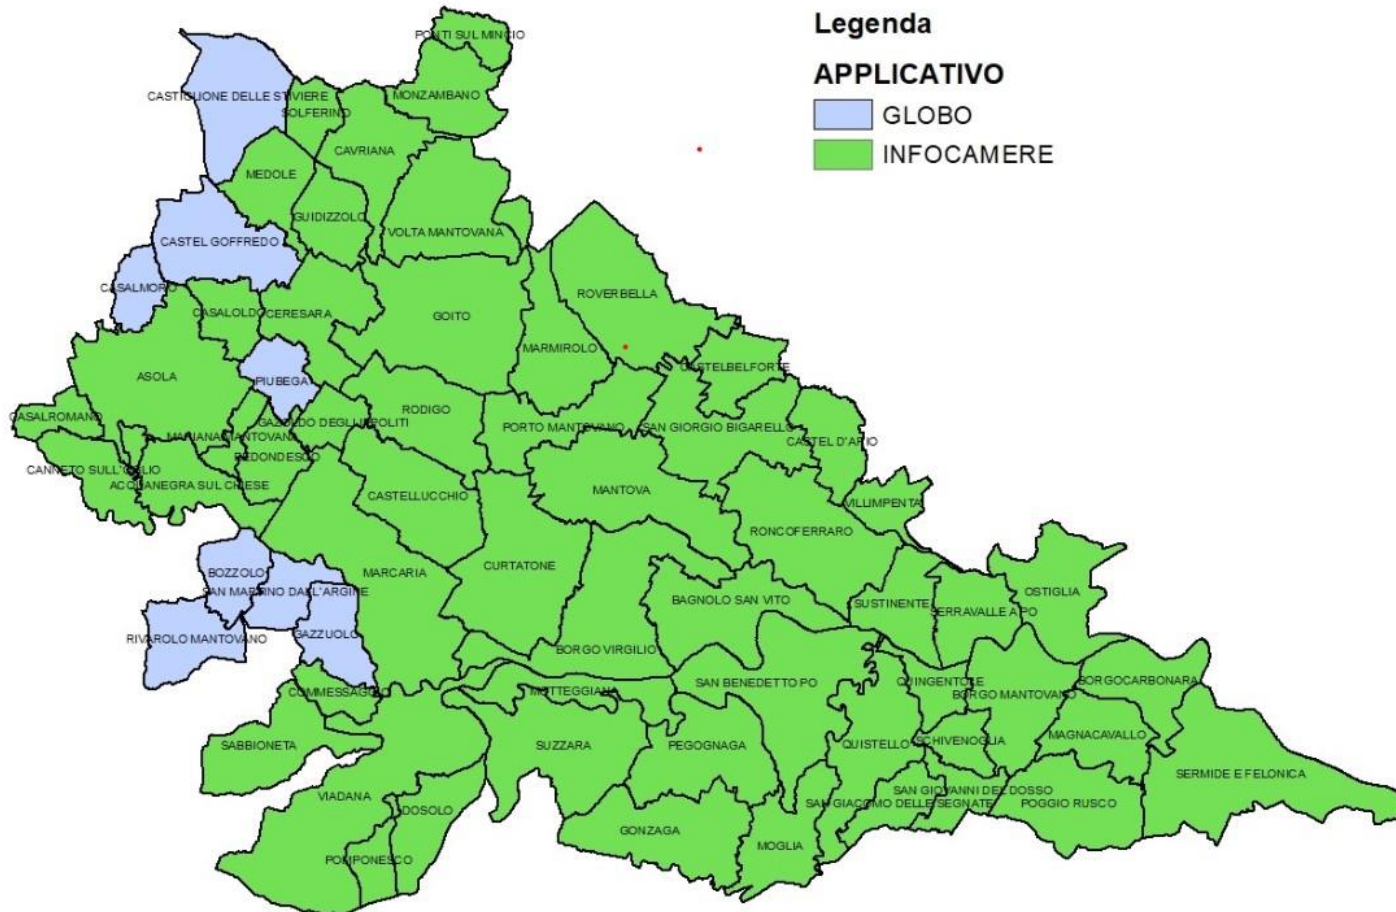 Legenda
APPLICATIVO
GLOBO
INFOCAMERE
PONTI SUL MINCIO
CASTIGLIONE DELLE STIVIERE
MONZAMBANO
SOLFERINO
CAVRIANA
MEDOLE
GUIDIZZOLO
VOLTA MANTOVANA
CASTEL GOFFREDO
CASALMORO
ROVERBELLA
CASALOLDO
CERESARA
GOITO
MARMIROLO
CASTELBELFORTE
ASOLA
PIUBEGA
RODIGO
CASALROMANO
GAZOLDO DEGLI IPPOLITI
PORTO MANTOVANO
SAN GIORGIO BIGARELLO
MARIANA MANTOVANA
CASTEL D'ARIO
REDONDESCO
CANNETO SULL'OGLIO
ACQUANEGRA SUL CHIESE
CASTELLUCCHIO
MANTOVA
VILLIMPENTA
RONCOFERRARO
BOZZOLO
MARCARIA
CURTATONE
SAN MARTINO DALL'ARGINE
BAGNOLO SAN VITO
SUSTINENTE
SERRAVALLE A PO
OSTIGLIA
RIVAROLO MANTOVANO
GAZZUOLO
BORGO VIRGILIO
SAN BENEDETTO PO
QUINGENTOLE
BORGOCARBONARA
COMMESSAGGIO
MOTTEGGIANA
BORGO MANTOVANO
SABBIONETA
SUZZARA
PEGOGNAGA
QUISTELLO
SCHIVENOGLIA
MAGNACAVALLO
SERMIDE E FELONICA
VIADANA
DOSOLO
SAN GIOVANNI DEL DOSSO
SAN GIACOMO DELLE SEGNATE
POGGIO RUSCO
GONZAGA
MOGLIA
POMPONESCO